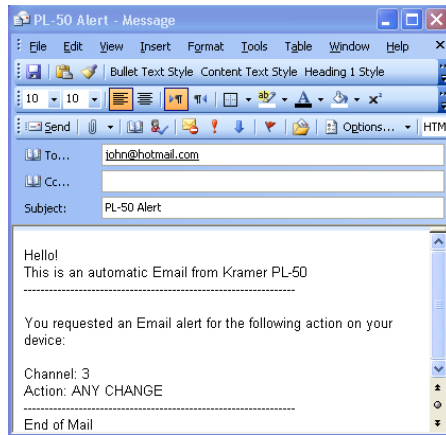 PL-50 Alert - Message
File Edit View Insert Format Tools Table Window Help
Bullet Text Style Content Text Style Heading 1 Style
10 10
Send Options... HTM
To... john@hotmail.com
Cc...
Subject: PL-50 Alert
Hello!
This is an automatic Email from Kramer PL-50
--------------------------------------------------------------------
You requested an Email alert for the following action on your
device:
Channel: 3
Action: ANY CHANGE
--------------------------------------------------------------------
End of Mail